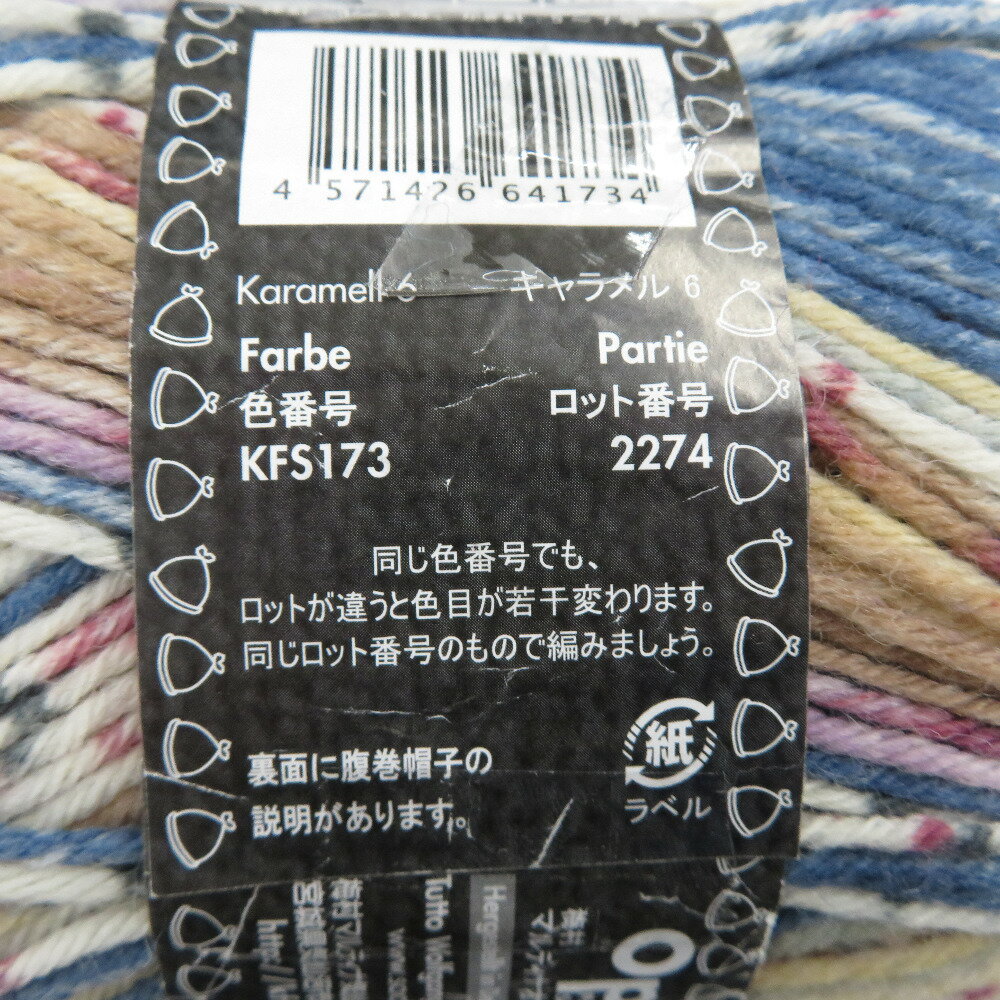 4 571426 641734
Karamell 6 キャラメル 6
Farbe Partie
色番号 ロット番号
KFS173 2274
同じ色番号でも、
ロットが違うと色目が若干変わります。
同じロット番号のもので編みましょう。
裏面に腹巻帽子の
説明があります。
紙
ラベル
Tutto
http://